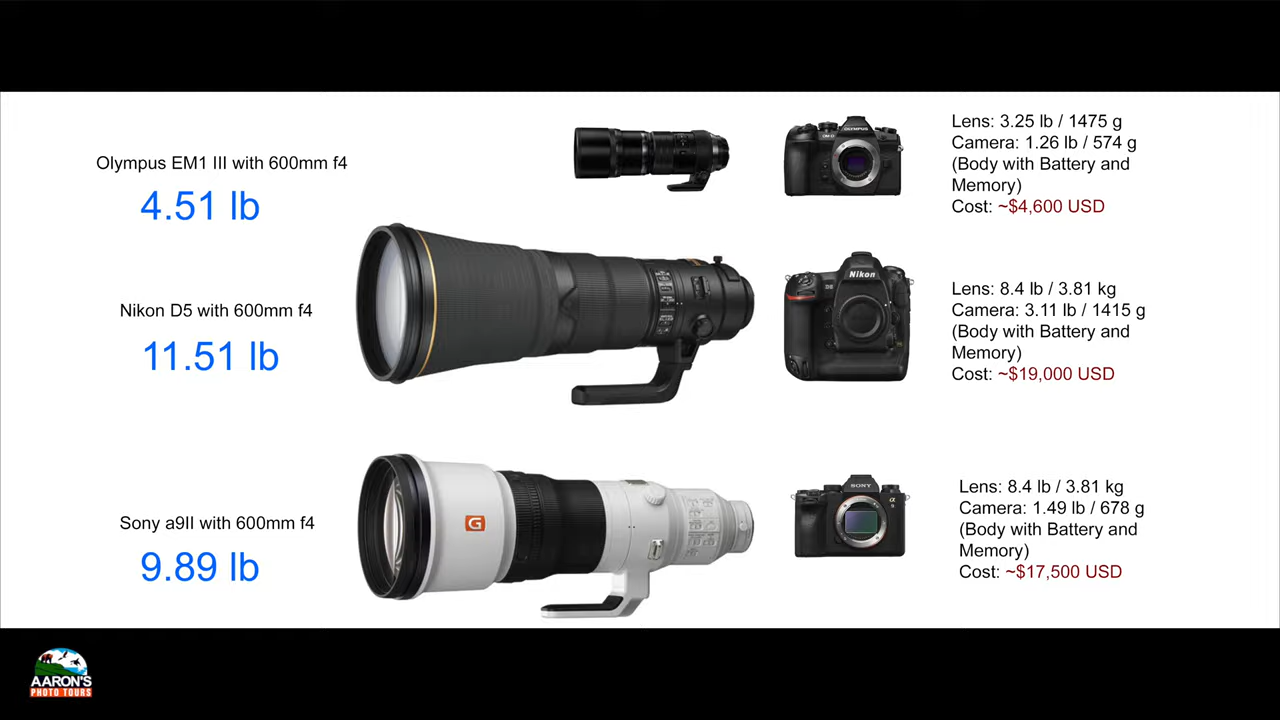 Olympus EM1 III with 600mm f4
4.51 lb
OLYMPUS
Lens: 3.25 lb / 1475 g
Camera: 1.26 lb / 574 g
(Body with Battery and
Memory)
Cost: ~$4,600 USD
Nikon D5 with 600mm f4
11.51 lb
Nikon
Lens: 8.4 lb / 3.81 kg
Camera: 3.11 lb / 1415 g
(Body with Battery and
Memory)
Cost: ~$19,000 USD
Sony a9II with 600mm f4
9.89 lb
G
SONY
Lens: 8.4 lb / 3.81 kg
Camera: 1.49 lb / 678 g
(Body with Battery and
Memory)
Cost: ~$17,500 USD
AARON'S
PHOTO TOURS